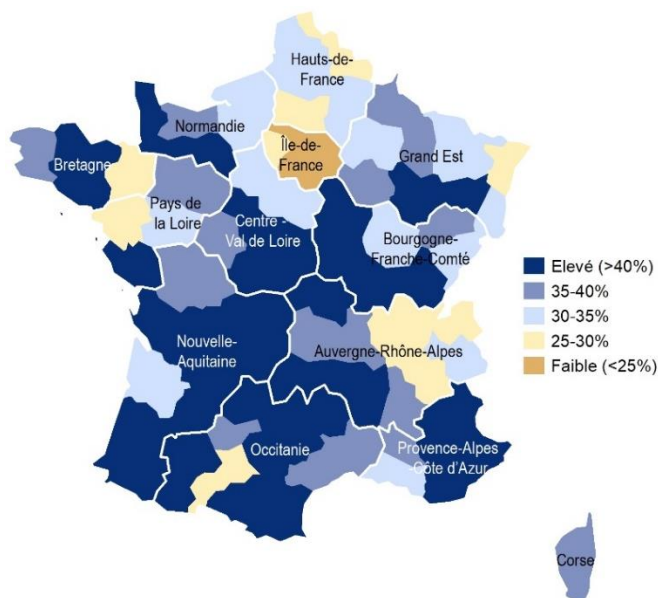 Hauts-de-
France
Normandie
Île-de-
France
Grand Est
Bretagne
Pays de
la Loire
Centre -
Val de Loire
Bourgogne-
Franche-Comté
Nouvelle-
Aquitaine
Auvergne-Rhône-Alpes
Occitanie
Provence-Alpes
-Côte d'Azur
Corse
Elevé (>40%)
35-40%
30-35%
25-30%
Faible (<25%)